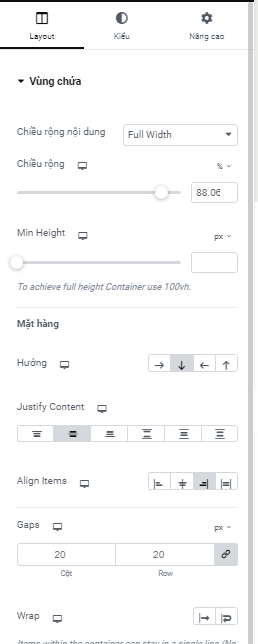 Layout Kiểu Nâng cao
Vùng chứa
Chiều rộng nội dung Full Width
Chiều rộng % 
88.06
Min Height px
To achieve full height Container use 100vh.
Mặt hàng
Hướng
Justify Content
Align Items
Gaps px
20 20
Cột Row
Wrap
Items within the container can stay in a single line (No